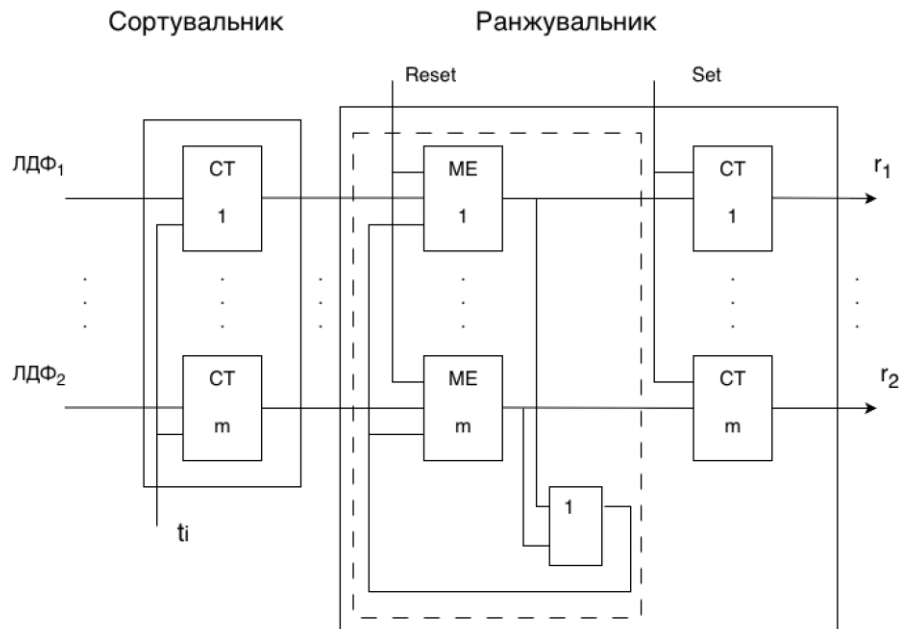 Сортувальник
Ранжувальник
Reset
Set
ЛДФ1
CT
1
ME
1
CT
1
r1
ЛДФ2
CT
m
ME
m
CT
m
r2
1
ti